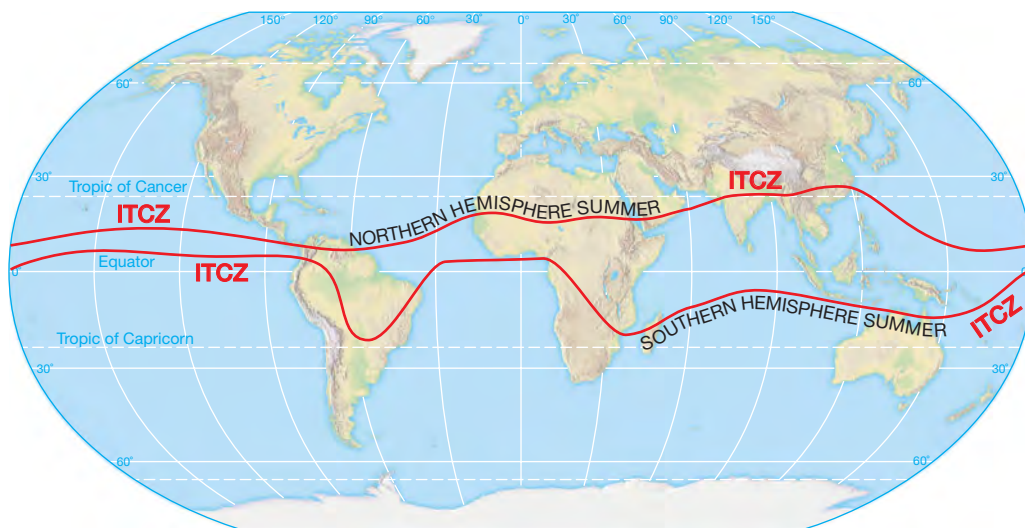 150° 120° 90° 60° 30° 0° 30° 60° 90° 120° 150°
60° 60°
30° 30°
Tropic of Cancer
ITCZ
NORTHERN HEMISPHERE SUMMER
ITCZ
Equator
ITCZ
0° 0°
SOUTHERN HEMISPHERE SUMMER
ITCZ
Tropic of Capricorn
30° 30°
60° 60°